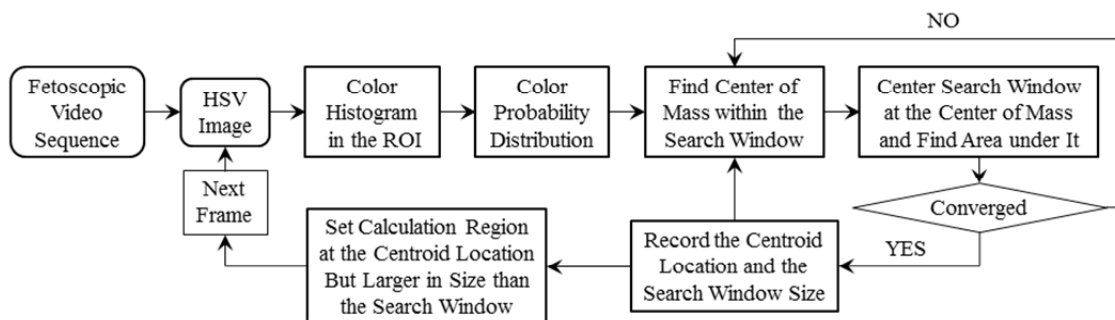 NO
Fetoscopic
Video
Sequence
HSV
Image
Color
Histogram
in the ROI
Color
Probability
Distribution
Find Center of
Mass within the
Search Window
Center Search Window
at the Center of Mass
and Find Area under It
Converged
YES
Record the Centroid
Location and the
Search Window Size
Set Calculation Region
at the Centroid Location
But Larger in Size than
the Search Window
Next
Frame